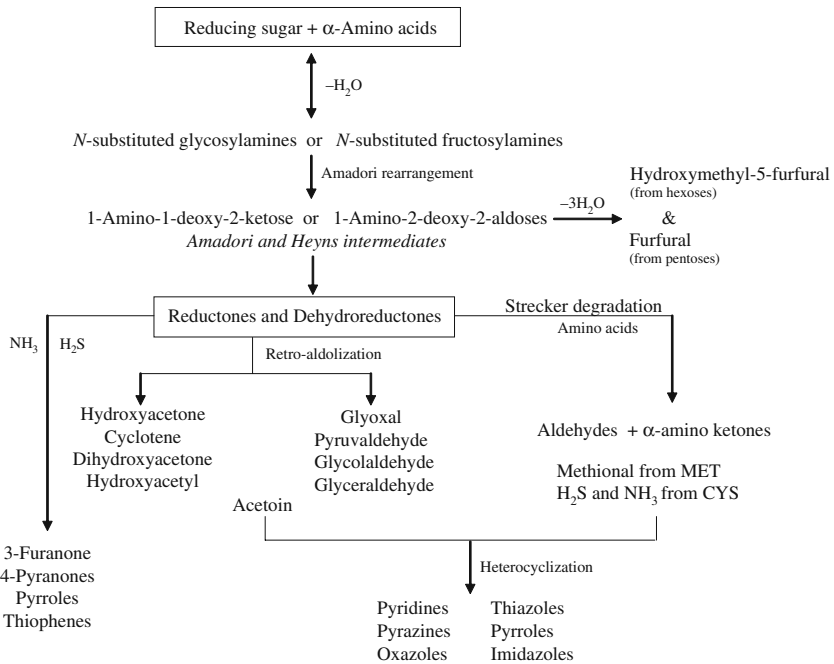 Reducing sugar + α-Amino acids
–H₂O
N-substituted glycosylamines or N-substituted fructosylamines
Amadori rearrangement
1-Amino-1-deoxy-2-ketose or 1-Amino-2-deoxy-2-aldoses
Amadori and Heyns intermediates
–3H₂O
Hydroxymethyl-5-furfural
(from hexoses)
&
Furfural
(from pentoses)
Reductones and Dehydroreductones
Strecker degradation
Amino acids
NH₃ H₂S
Retro-aldolization
Hydroxyacetone
Cyclotene
Dihydroxyacetone
Hydroxyacetyl
Glyoxal
Pyruvaldehyde
Glycolaldehyde
Glyceraldehyde
Aldehydes + α-amino ketones
Methional from MET
H₂S and NH₃ from CYS
Acetoin
3-Furanone
4-Pyranones
Pyrroles
Thiophenes
Heterocyclization
Pyridines Thiazoles
Pyrazines Pyrroles
Oxazoles Imidazoles